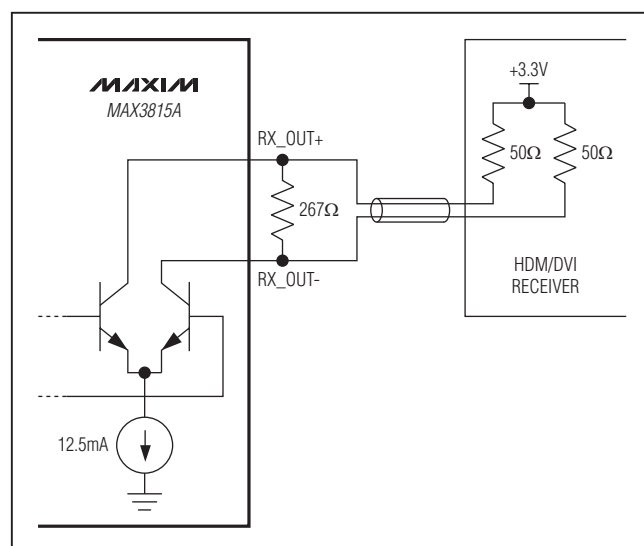 MAXIM
MAX3815A
+3.3V
RX_OUT+
50Ω
50Ω
267Ω
RX_OUT-
HDM/DVI
RECEIVER
12.5mA